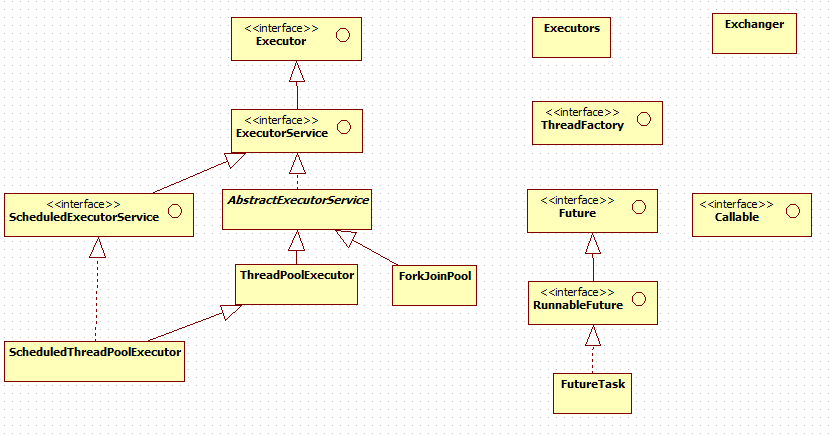 <<interface>>
Executor
Executors
Exchanger
<<interface>>
ExecutorService
<<interface>>
ThreadFactory
<<interface>>
ScheduledExecutorService
AbstractExecutorService
<<interface>>
Future
<<interface>>
Callable
ThreadPoolExecutor
ForkJoinPool
<<interface>>
RunnableFuture
ScheduledThreadPoolExecutor
FutureTask